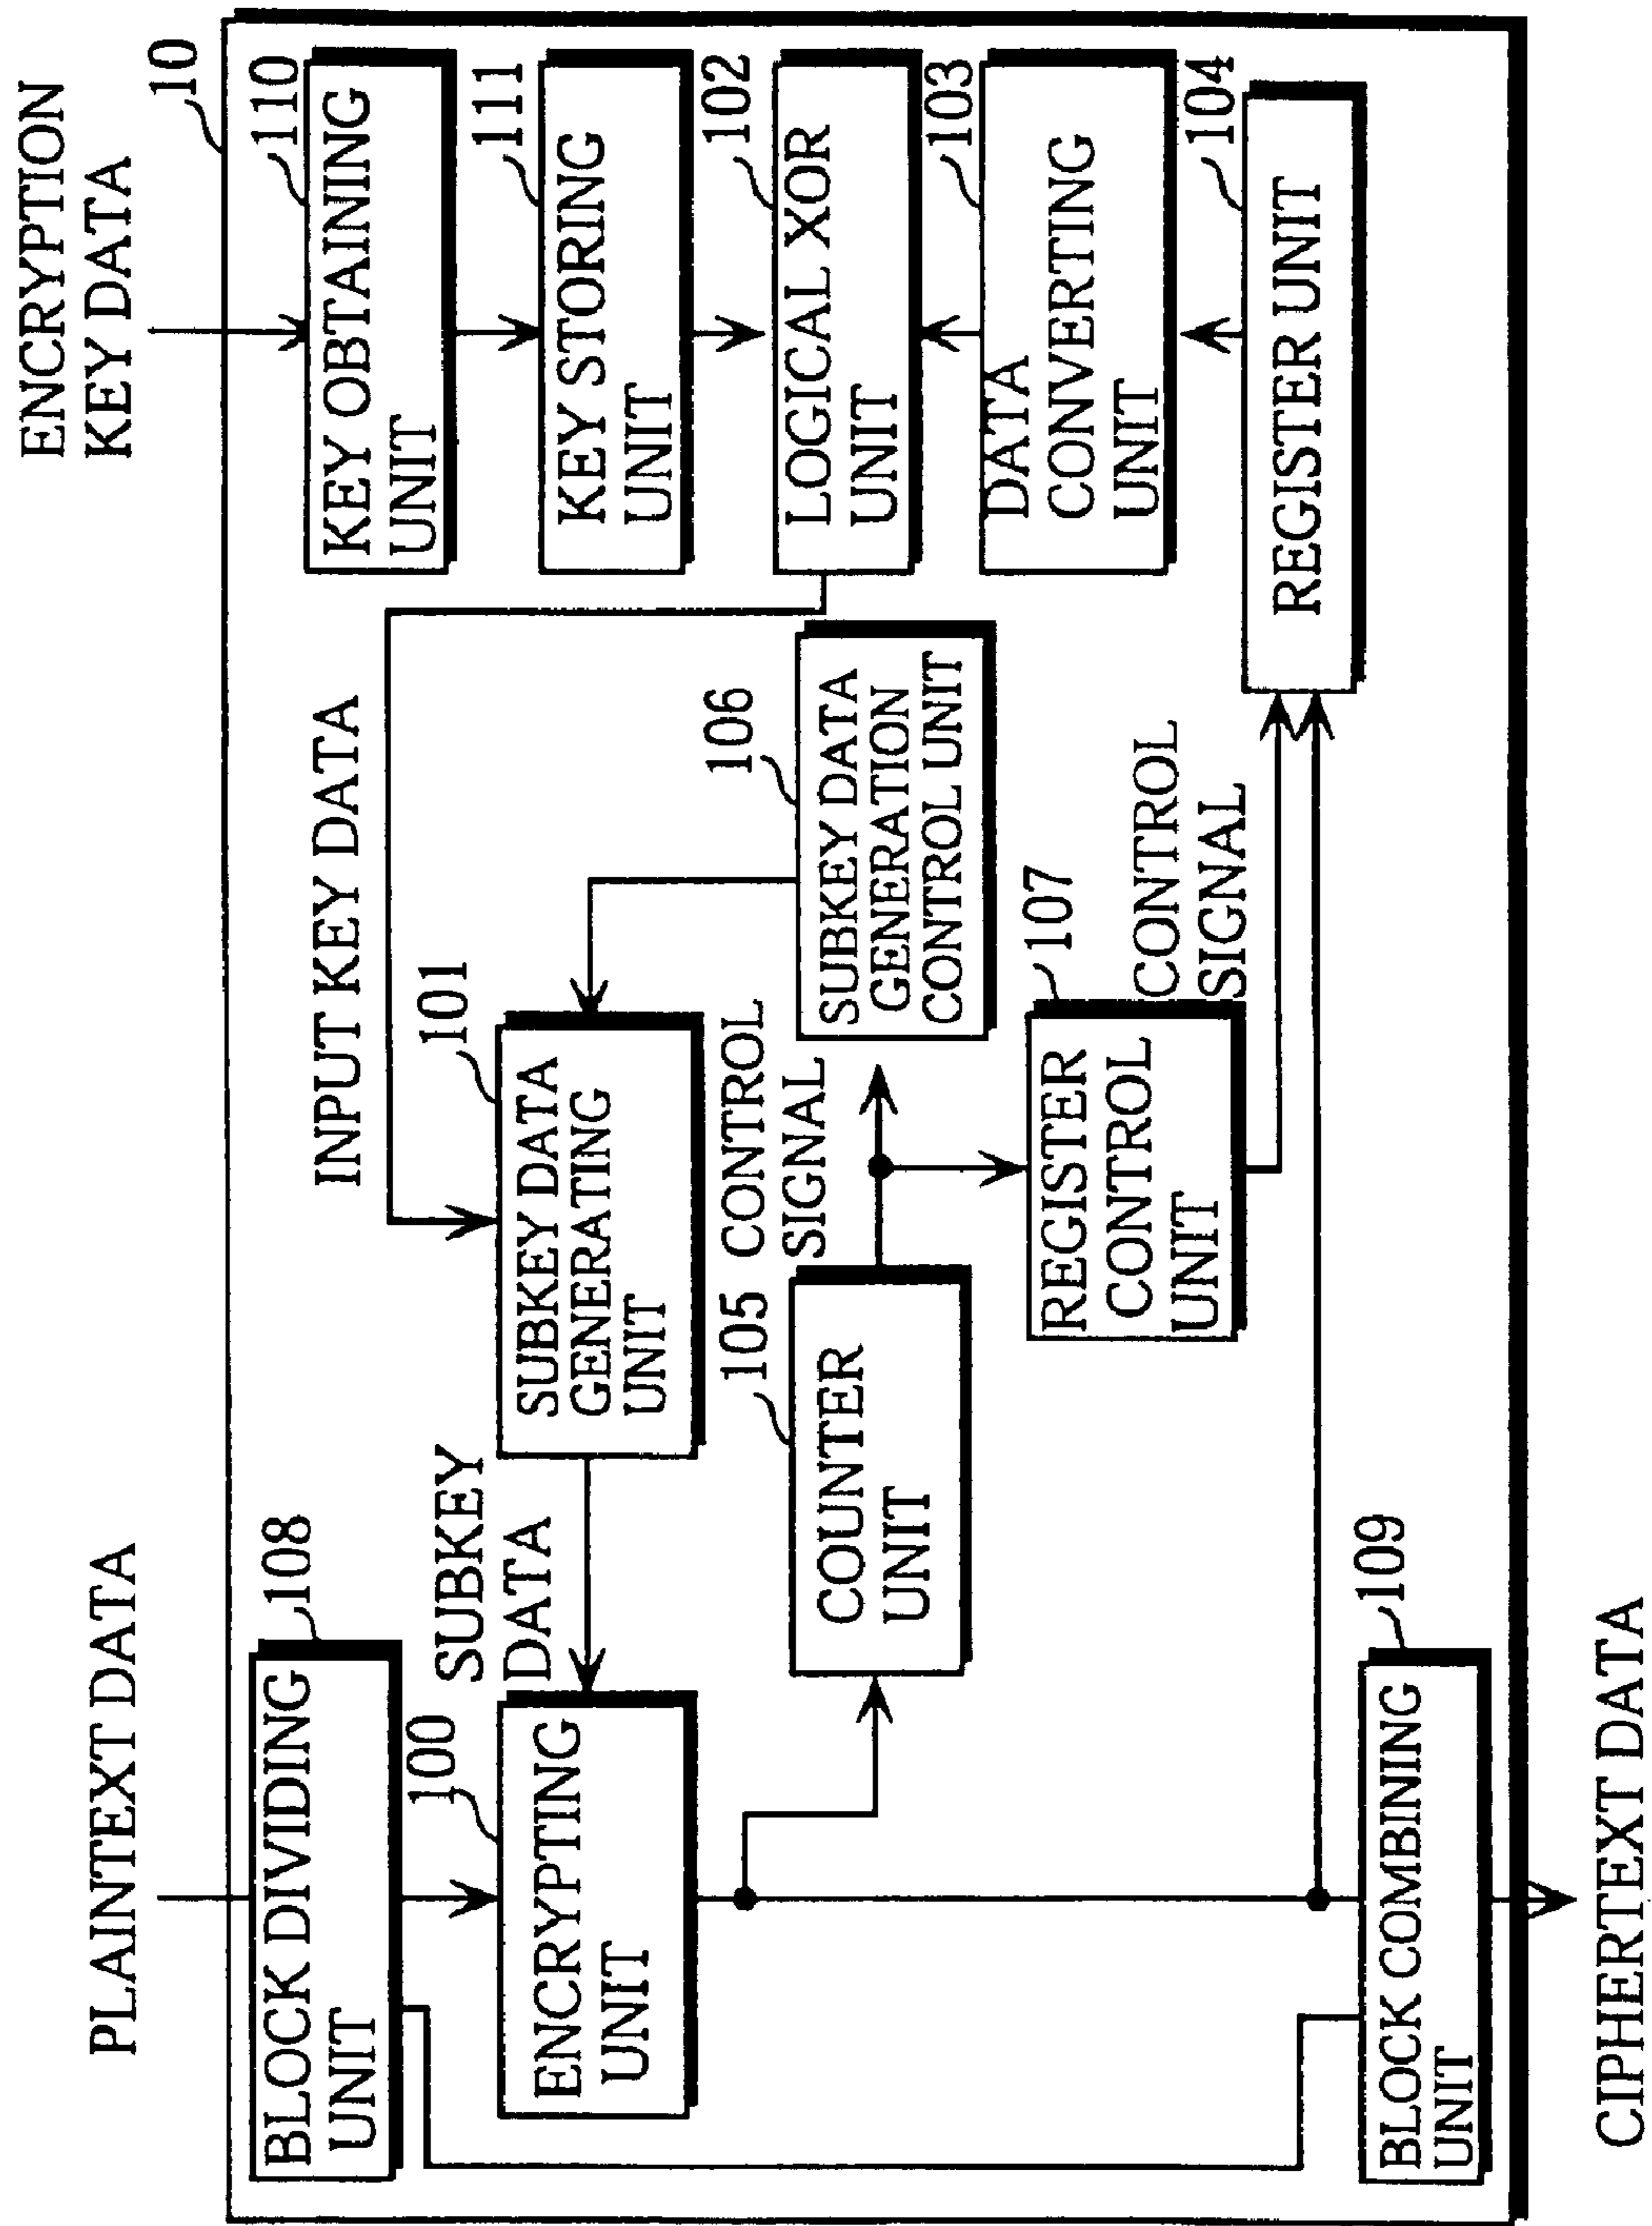 PLAINTEXT DATA
ENCRYPTION
KEY DATA
10
BLOCK DIVIDING
UNIT
108
INPUT KEY DATA
KEY OBTAINING
UNIT
110
100
ENCRYPTING
UNIT
SUBKEY
DATA
101
SUBKEY DATA
GENERATING
UNIT
KEY STORING
UNIT
111
105
COUNTER
UNIT
CONTROL
SIGNAL
106
SUBKEY DATA
GENERATION
CONTROL UNIT
LOGICAL XOR
UNIT
102
107
REGISTER
CONTROL
UNIT
CONTROL
SIGNAL
DATA
CONVERTING
UNIT
103
REGISTER UNIT
104
109
BLOCK COMBINING
UNIT
CIPHERTEXT DATA